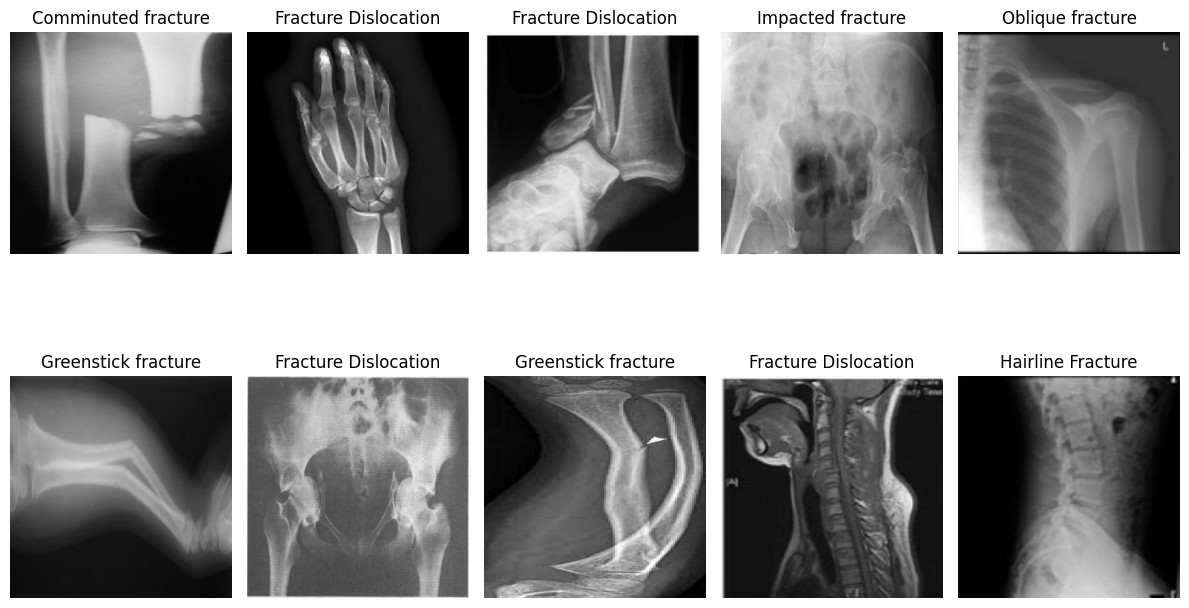 Comminuted fracture
Fracture Dislocation
Fracture Dislocation
Impacted fracture
Oblique fracture
L
Greenstick fracture
Fracture Dislocation
Greenstick fracture
Fracture Dislocation
Hairline Fracture